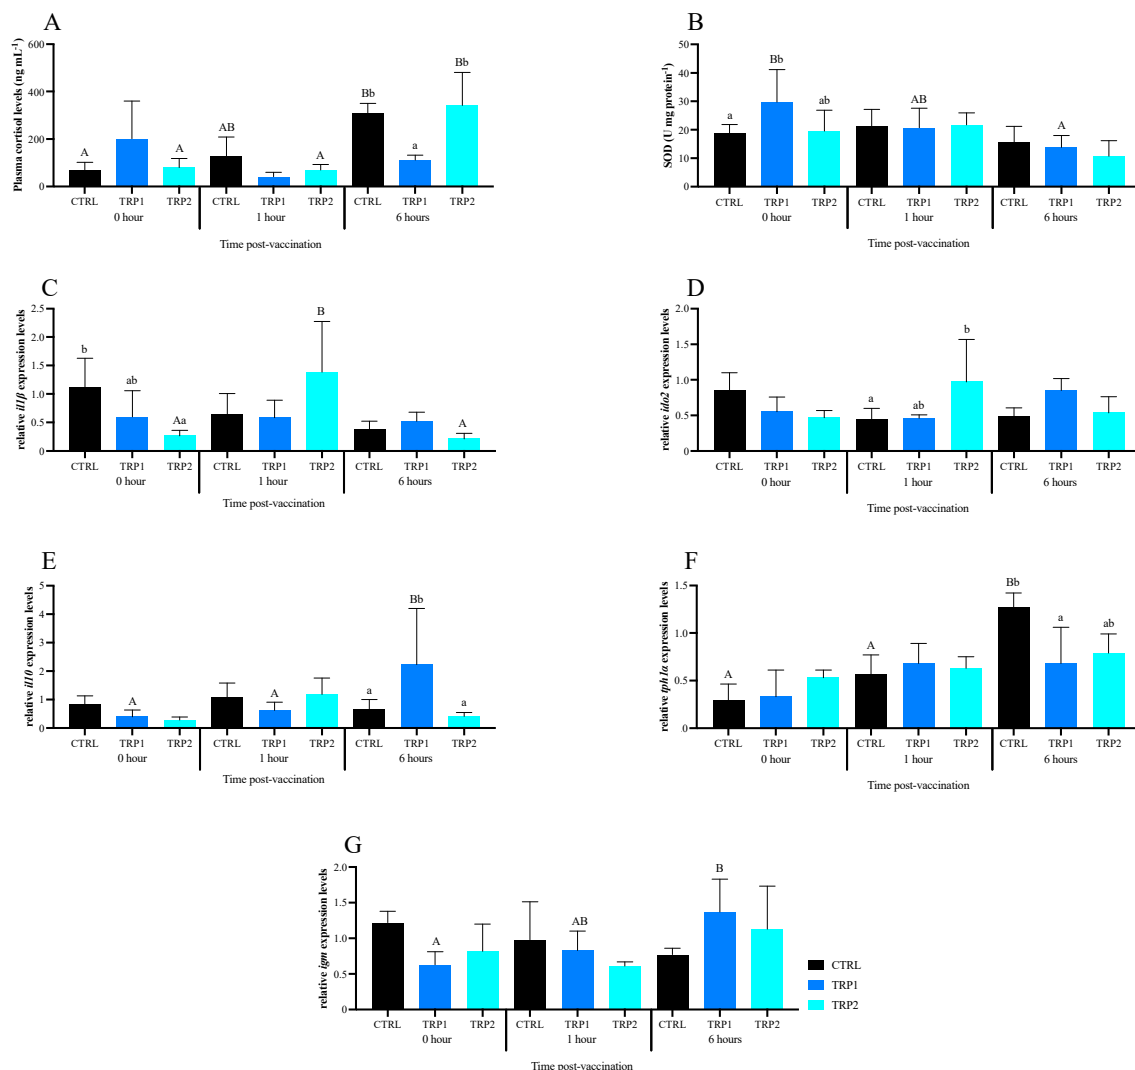 A
Plasma cortisol levels (ng mL-1)
600
400
200
0
A
A
AB
A
Bb
a
Bb
CTRL TRP1 TRP2 CTRL TRP1 TRP2 CTRL TRP1 TRP2
0 hour 1 hour 6 hours
Time post-vaccination
B
SOD (U mg protein-1)
50
40
30
20
10
0
a
Bb
ab
AB
A
CTRL TRP1 TRP2 CTRL TRP1 TRP2 CTRL TRP1 TRP2
0 hour 1 hour 6 hours
Time post-vaccination
C
relative il1β expression levels
2.5
2.0
1.5
1.0
0.5
0
b
ab
Aa
B
A
CTRL TRP1 TRP2 CTRL TRP1 TRP2 CTRL TRP1 TRP2
0 hour 1 hour 6 hours
Time post-vaccination
D
relative ido2 expression levels
2.0
1.5
1.0
0.5
0
a
ab
b
CTRL TRP1 TRP2 CTRL TRP1 TRP2 CTRL TRP1 TRP2
0 hour 1 hour 6 hours
Time post-vaccination
E
relative il10 expression levels
5
4
3
2
1
0
A
A
a
Bb
a
CTRL TRP1 TRP2 CTRL TRP1 TRP2 CTRL TRP1 TRP2
0 hour 1 hour 6 hours
Time post-vaccination
F
relative tph1α expression levels
1.5
1.0
0.5
0
A
A
Bb
a
ab
CTRL TRP1 TRP2 CTRL TRP1 TRP2 CTRL TRP1 TRP2
0 hour 1 hour 6 hours
Time post-vaccination
G
relative igm expression levels
2.0
1.5
1.0
0.5
0
A
AB
B
CTRL TRP1 TRP2 CTRL TRP1 TRP2 CTRL TRP1 TRP2
0 hour 1 hour 6 hours
Time post-vaccination
CTRL
TRP1
TRP2